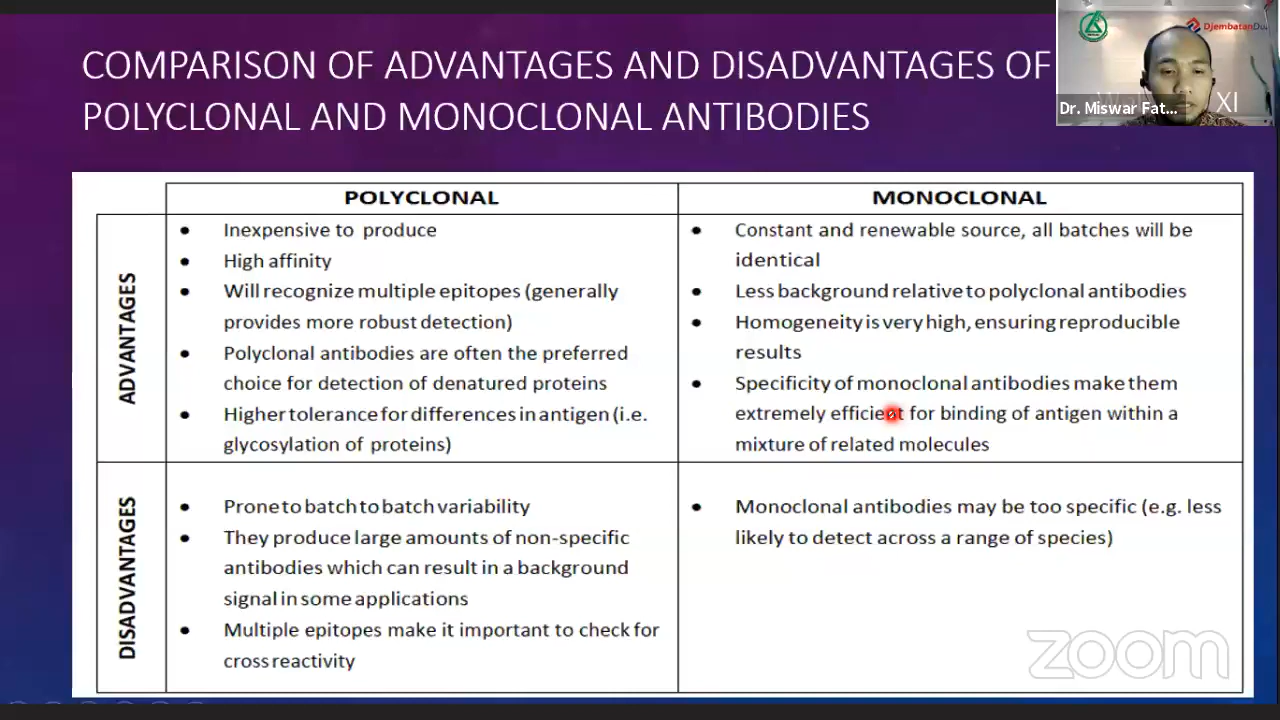 COMPARISON OF ADVANTAGES AND DISADVANTAGES OF
POLYCLONAL AND MONOCLONAL ANTIBODIES
XI
Dr. Miswar Fat...
POLYCLONAL
MONOCLONAL
ADVANTAGES
• Inexpensive to produce
• High affinity
• Will recognize multiple epitopes (generally
provides more robust detection)
• Polyclonal antibodies are often the preferred
choice for detection of denatured proteins
• Higher tolerance for differences in antigen (i.e.
glycosylation of proteins)
• Constant and renewable source, all batches will be
identical
• Less background relative to polyclonal antibodies
• Homogeneity is very high, ensuring reproducible
results
• Specificity of monoclonal antibodies make them
extremely efficient for binding of antigen within a
mixture of related molecules
DISADVANTAGES
• Prone to batch to batch variability
• They produce large amounts of non-specific
antibodies which can result in a background
signal in some applications
• Multiple epitopes make it important to check for
cross reactivity
• Monoclonal antibodies may be too specific (e.g. less
likely to detect across a range of species)
zoom